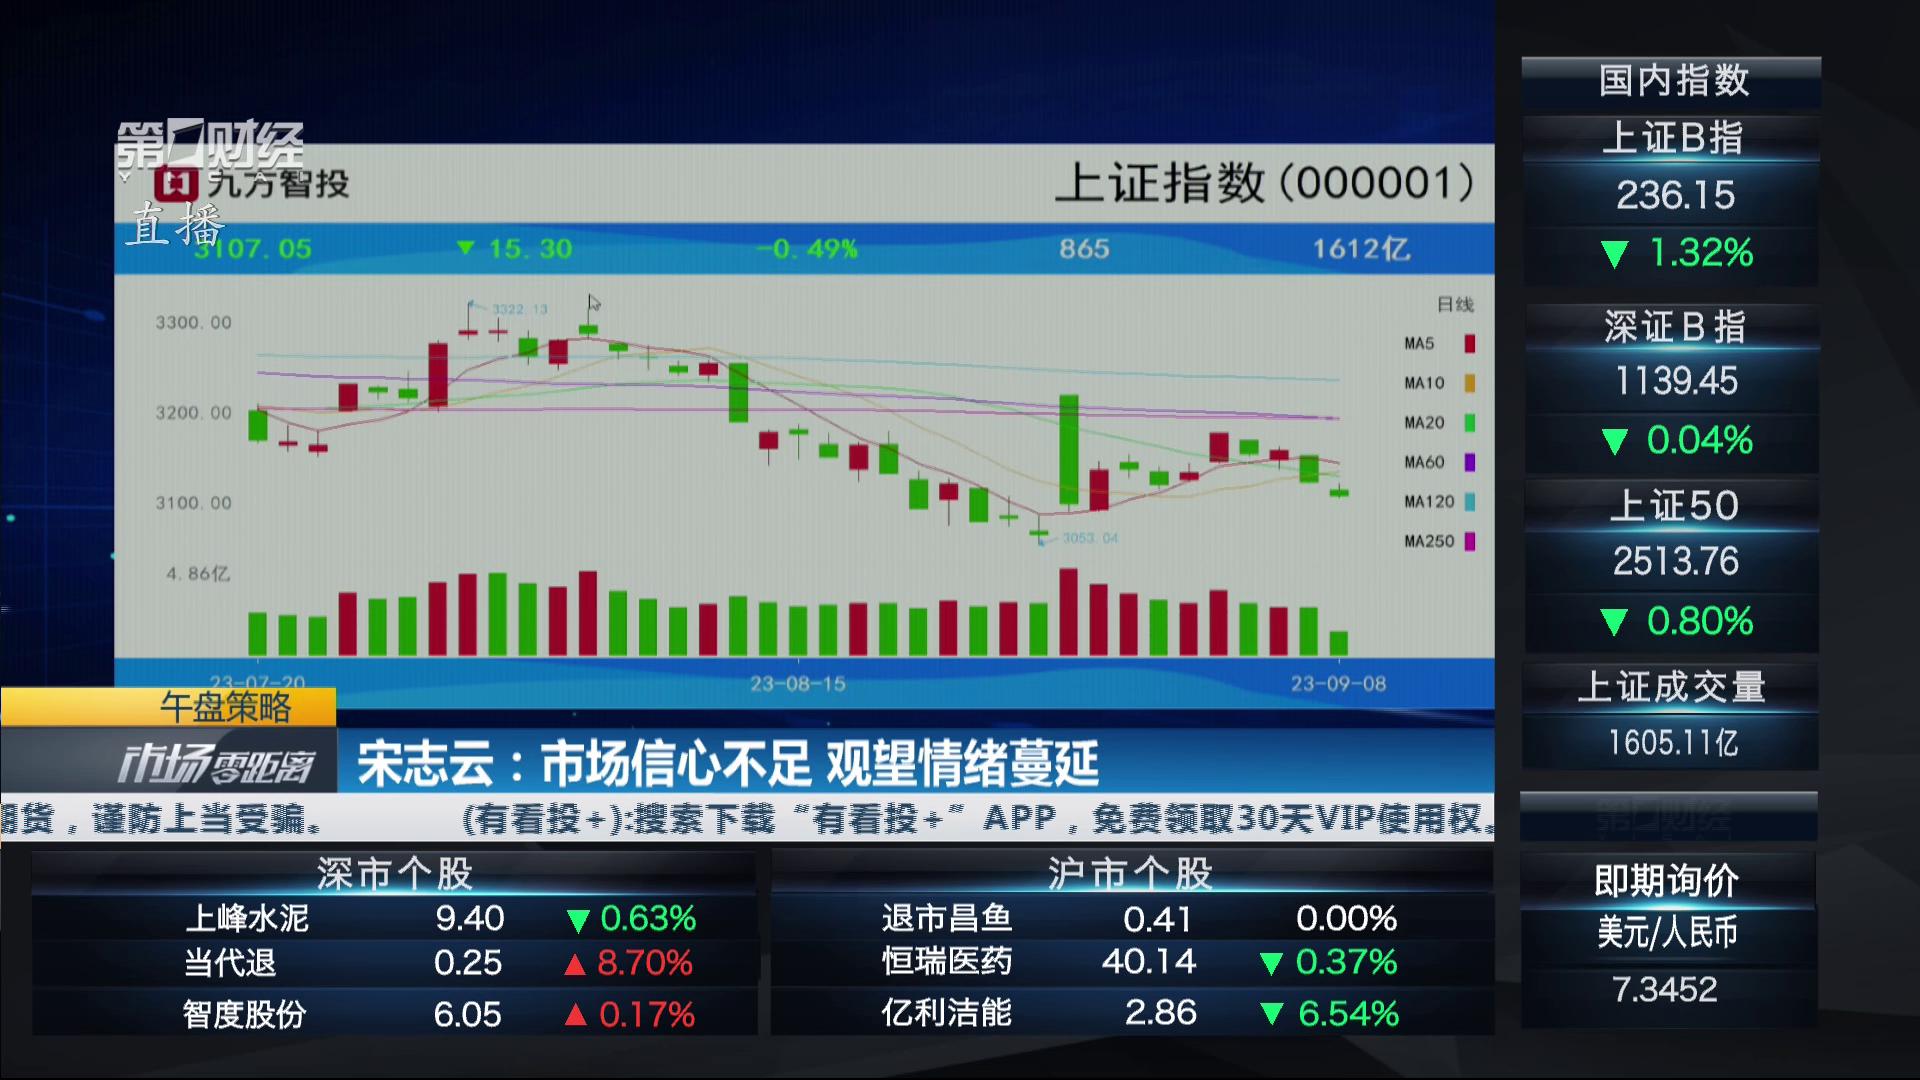 第一财经
九方智投
上证指数(000001)
直播
3107.05 ▼ 15.30 -0.49% 865 1612亿
日线
3322.13
3300.00
3200.00
3100.00
3053.04
4.86亿
MA5
MA10
MA20
MA60
MA120
MA250
23-07-20 23-08-15 23-09-08
午盘策略
市场零距离
宋志云：市场信心不足 观望情绪蔓延
期货，谨防上当受骗。 (有看投+):搜索下载“有看投+”APP，免费领取30天VIP使用权。
深市个股
上峰水泥 9.40 ▼0.63%
当代退 0.25 ▲8.70%
智度股份 6.05 ▲0.17%
沪市个股
退市昌鱼 0.41 0.00%
恒瑞医药 40.14 ▼0.37%
亿利洁能 2.86 ▼6.54%
国内指数
上证B指
236.15
▼ 1.32%
深证B指
1139.45
▼ 0.04%
上证50
2513.76
▼ 0.80%
上证成交量
1605.11亿
第一财经
即期询价
美元/人民币
7.3452